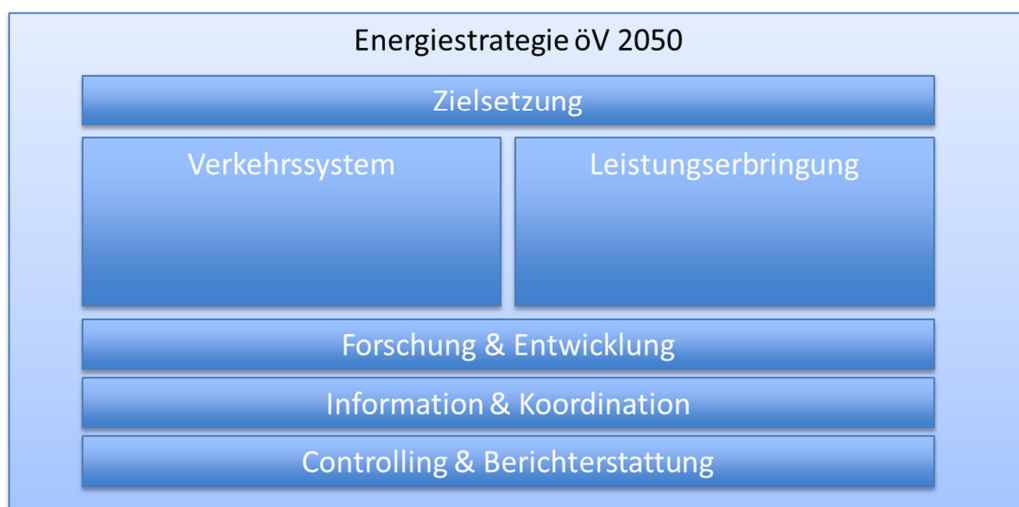 Energiestrategie öV 2050
Zielsetzung
Verkehrssystem
Leistungserbringung
Forschung & Entwicklung
Information & Koordination
Controlling & Berichterstattung